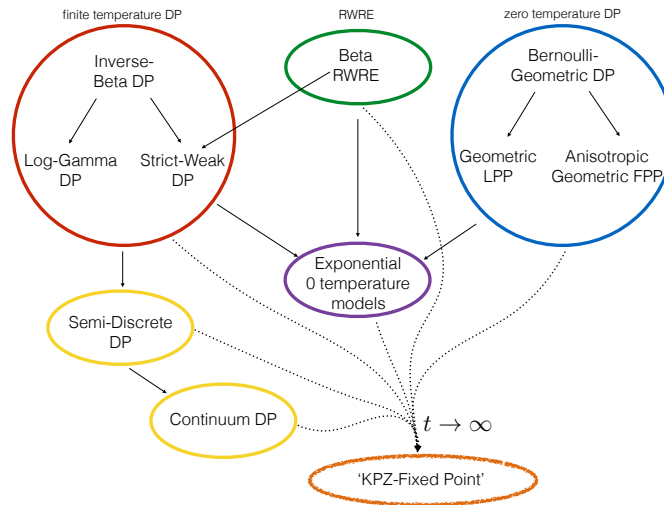 finite temperature DP
RWRE
zero temperature DP
Inverse-
Beta DP
Beta
RWRE
Bernoulli-
Geometric DP
Log-Gamma
DP
Strict-Weak
DP
Geometric
LPP
Anisotropic
Geometric FPP
Exponential
0 temperature
models
Semi-Discrete
DP
Continuum DP
t → ∞
‘KPZ-Fixed Point’